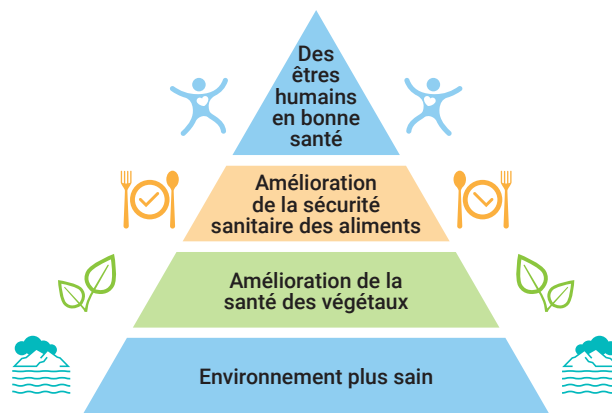 Des
êtres
humains
en bonne
santé
Amélioration
de la sécurité
sanitaire des aliments
Amélioration de la
santé des végétaux
Environnement plus sain